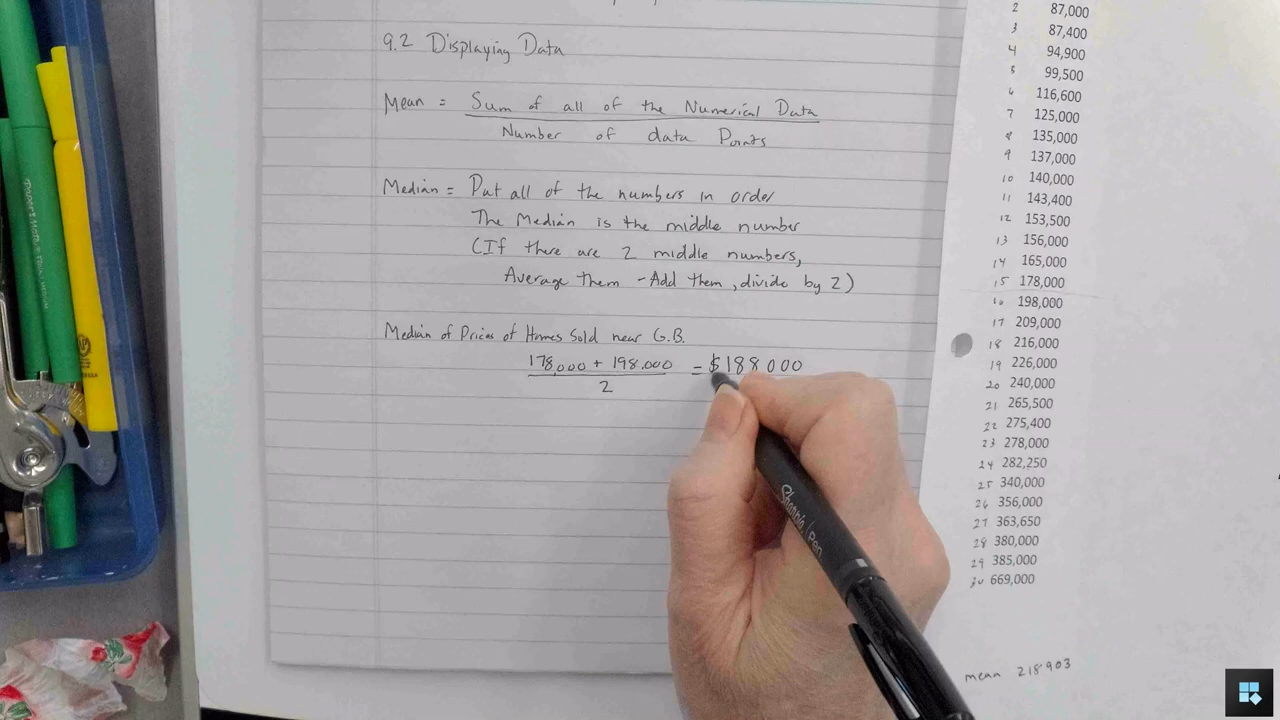 9.2 Displaying Data
Mean = Sum of all of the Numerical Data
Number of data Points
Median = Put all of the numbers in order
The Median is the middle number
(If there are 2 middle numbers,
Average them - Add them, divide by 2)
Median of Prices of Homes Sold near G.B.
178,000 + 198,000 = $188000
2
2 87,000
3 87,400
4 94,900
5 99,500
6 116,600
7 125,000
8 135,000
9 137,000
10 140,000
11 143,400
12 153,500
13 156,000
14 165,000
15 178,000
16 198,000
17 209,000
18 216,000
19 226,000
20 240,000
21 265,500
22 275,400
23 278,000
24 282,250
25 340,000
26 356,000
27 363,650
28 380,000
29 385,000
30 669,000
mean 218903
Sharpie Pen